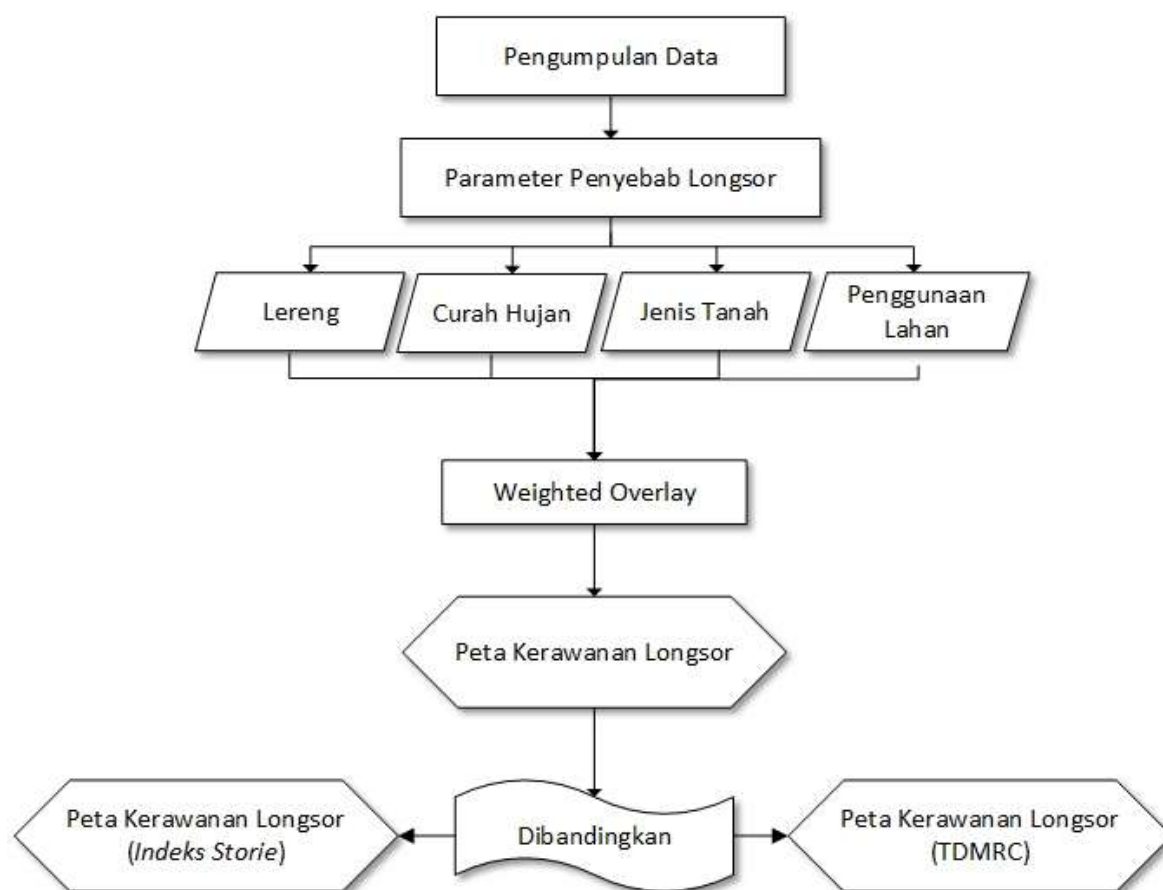 Pengumpulan Data
Parameter Penyebab Longsor
Lereng
Curah Hujan
Jenis Tanah
Penggunaan
Lahan
Weighted Overlay
Peta Kerawanan Longsor
Peta Kerawanan Longsor
(Indeks Storie)
Dibandingkan
Peta Kerawanan Longsor
(TDMRC)